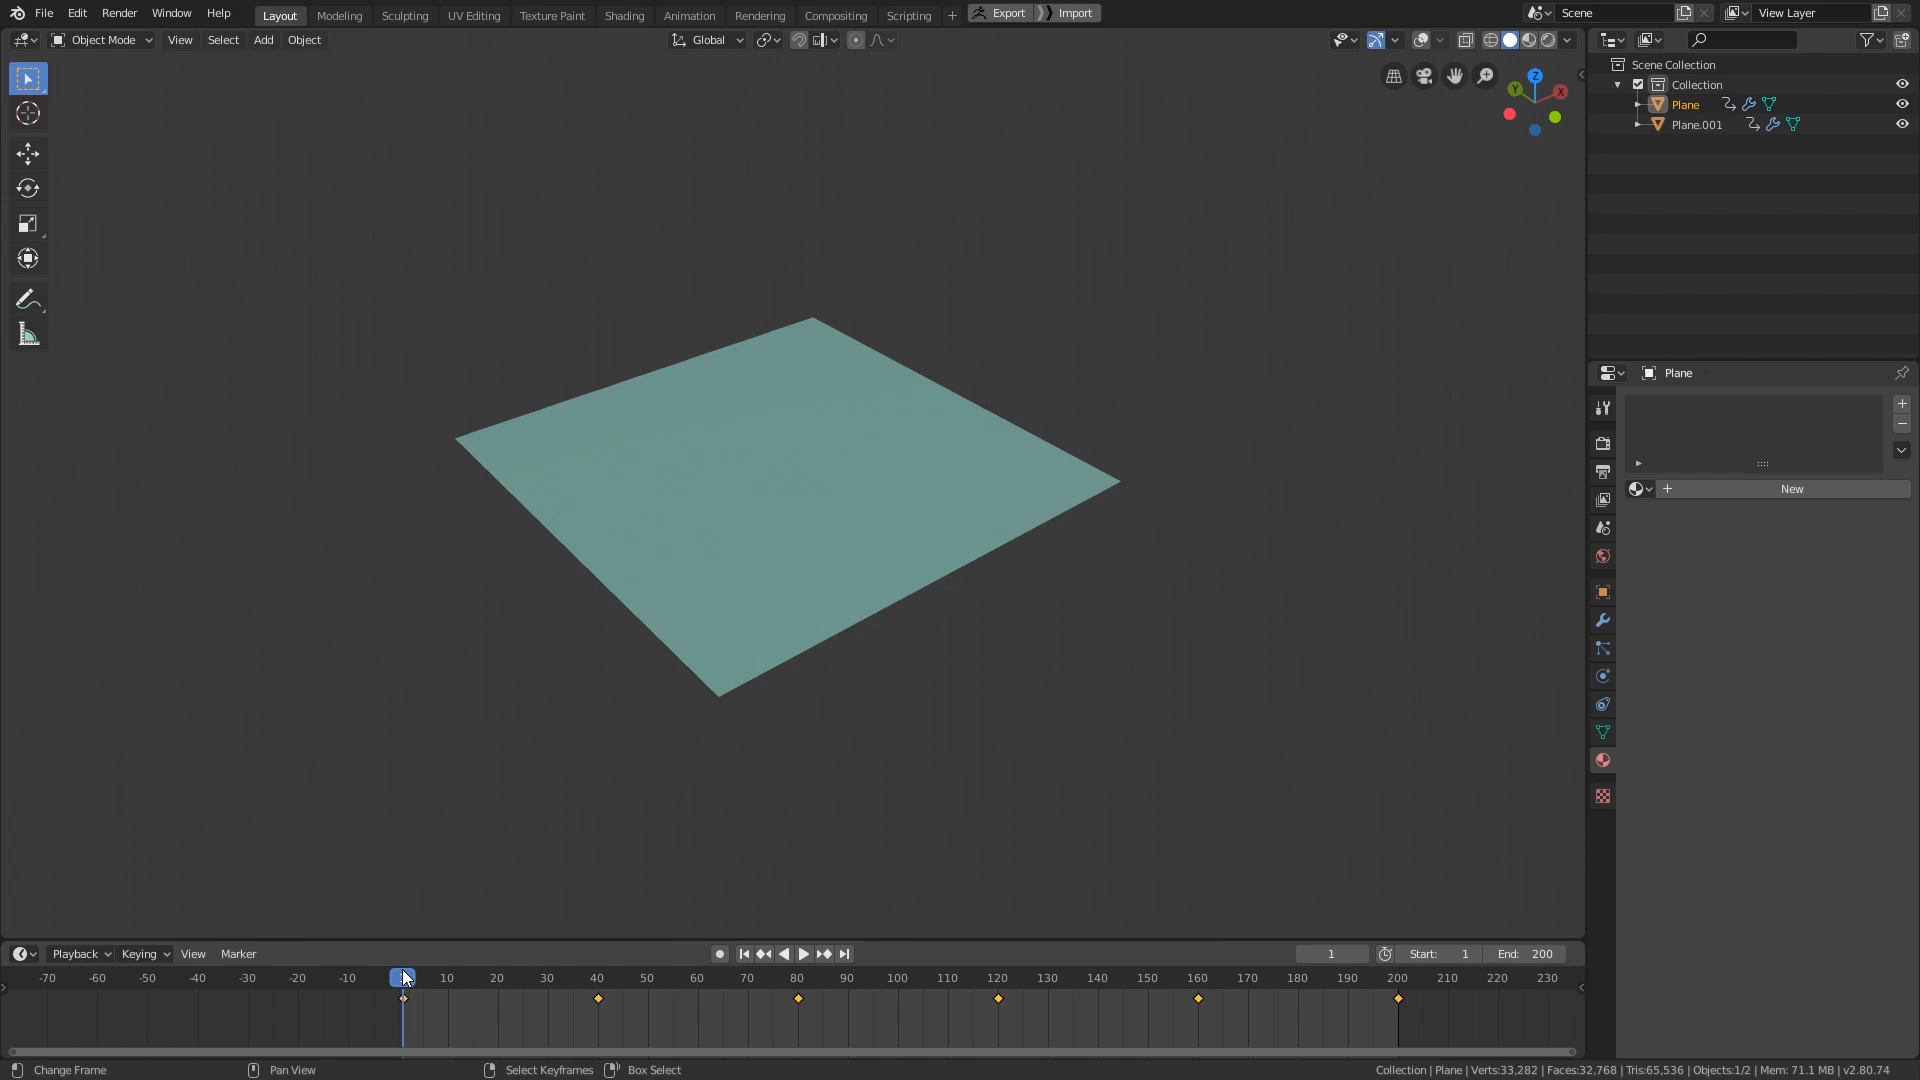 File Edit Render Window Help Layout Modeling Sculpting UV Editing Texture Paint Shading Animation Rendering Compositing Scripting + Export Import Scene View Layer
Object Mode View Select Add Object Global
Z
Y X
Scene Collection
Collection
Plane
Plane.001
Plane
New
Playback Keying View Marker 1 Start: 1 End: 200
-70 -60 -50 -40 -30 -20 -10 10 20 30 40 50 60 70 80 90 100 110 120 130 140 150 160 170 180 190 200 210 220 230
Change Frame Pan View Select Keyframes Box Select Collection | Plane | Verts:33,282 | Faces:32,768 | Tris:65,536 | Objects:1/2 | Mem: 71.1 MB | v2.80.74